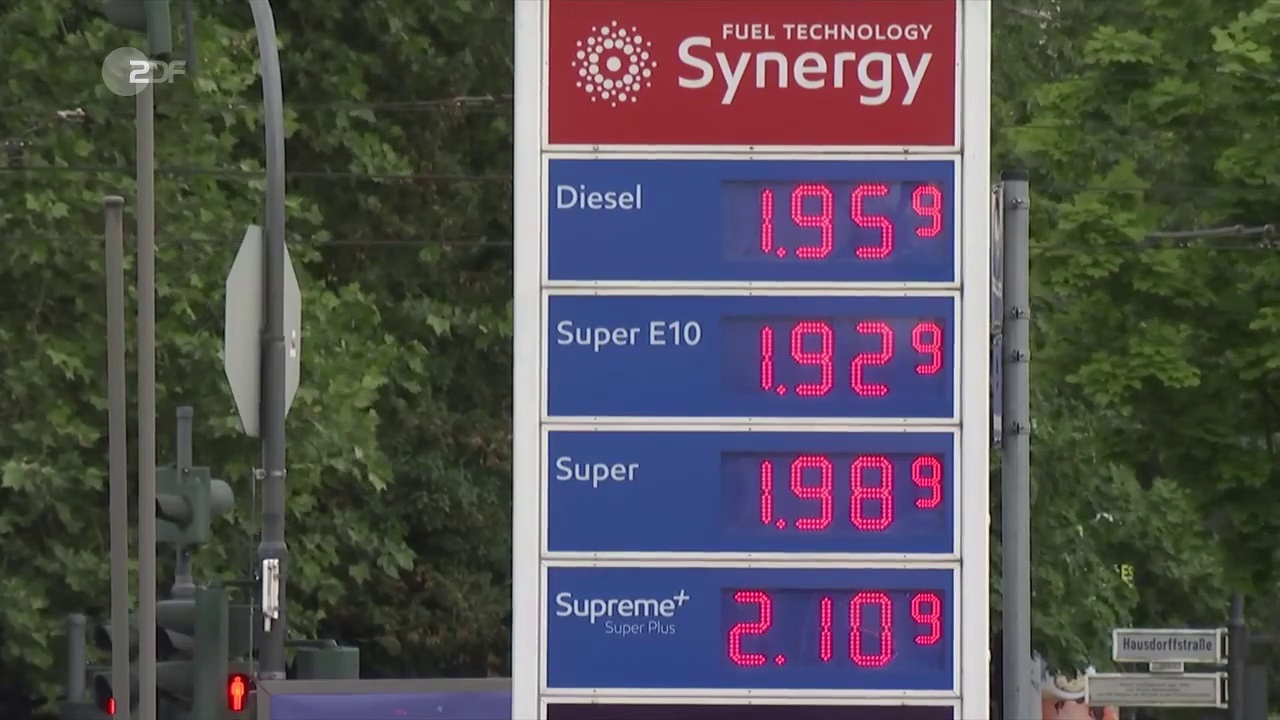 ZDF
FUEL TECHNOLOGY
Synergy
Diesel 1.95⁹
Super E10 1.92⁹
Super 1.98⁹
Supreme+ 2.10⁹
Super Plus
Hausdorffstraße